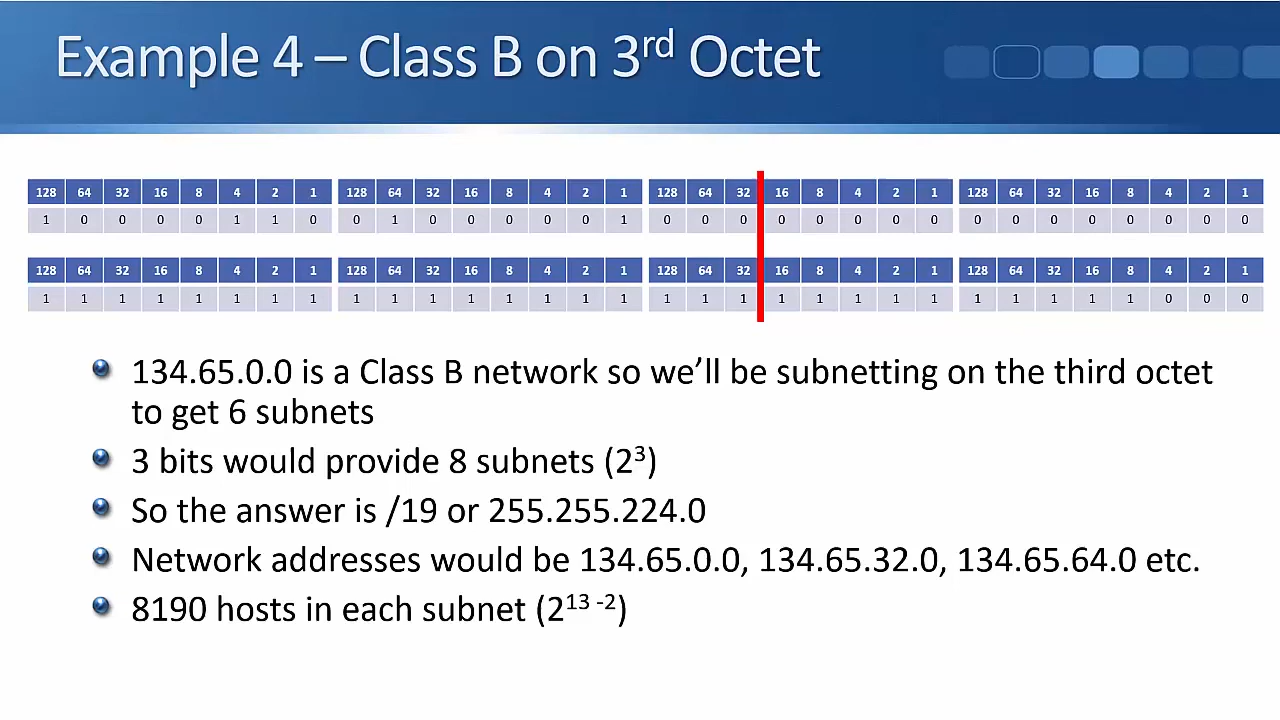 Example 4 – Class B on 3rd Octet
128 64 32 16 8 4 2 1 128 64 32 16 8 4 2 1 128 64 32 16 8 4 2 1 128 64 32 16 8 4 2 1
1 0 0 0 0 1 1 0 0 1 0 0 0 0 0 1 0 0 0 0 0 0 0 0 0 0 0 0 0 0 0 0
128 64 32 16 8 4 2 1 128 64 32 16 8 4 2 1 128 64 32 16 8 4 2 1 128 64 32 16 8 4 2 1
1 1 1 1 1 1 1 1 1 1 1 1 1 1 1 1 1 1 1 1 1 1 1 1 1 1 1 1 1 0 0 0
134.65.0.0 is a Class B network so we’ll be subnetting on the third octet
to get 6 subnets
3 bits would provide 8 subnets (2³)
So the answer is /19 or 255.255.224.0
Network addresses would be 134.65.0.0, 134.65.32.0, 134.65.64.0 etc.
8190 hosts in each subnet (2¹³ ⁻²)